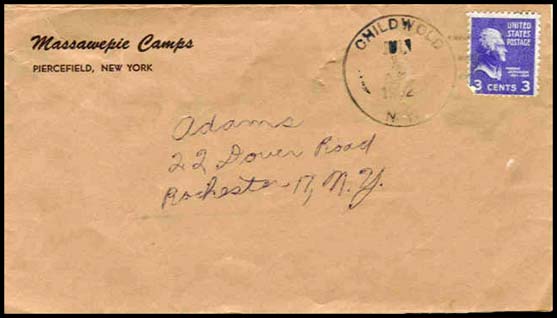 Massawepie Camps
PIERCEFIELD, NEW YORK
CHILDWOLD
N.Y.
UNITED
STATES
POSTAGE
3 CENTS 3
Adams
22 Dover Road
Rochester 17, N.Y.